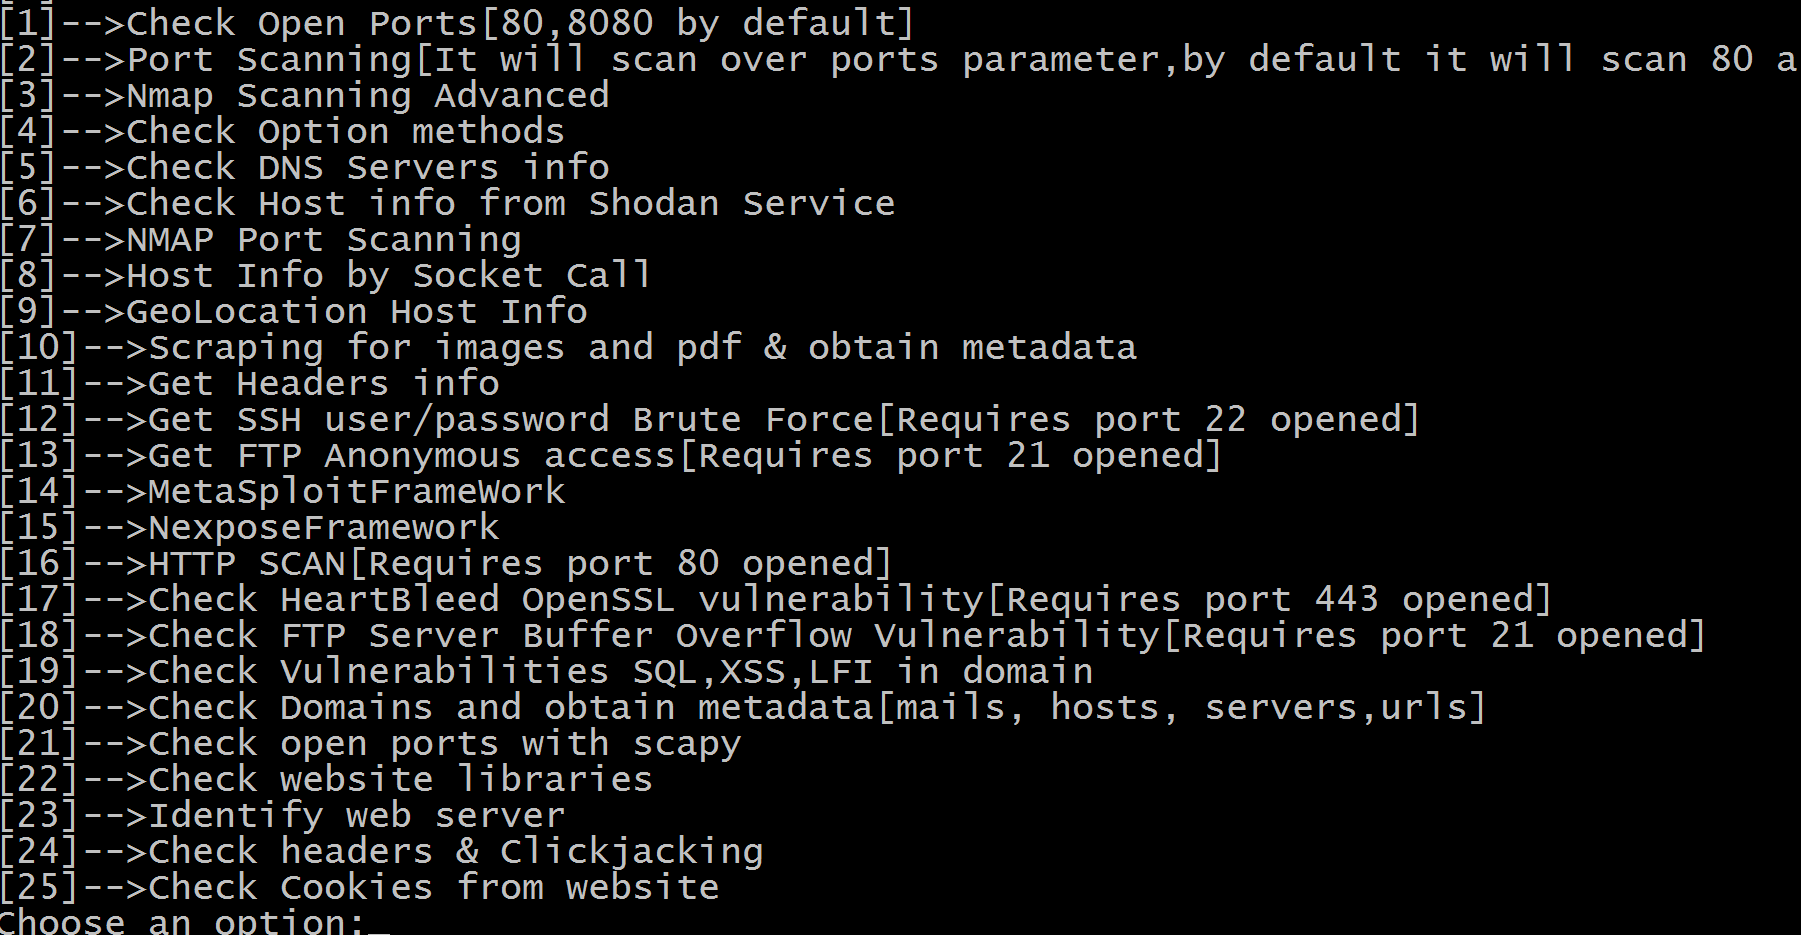 [1]-->Check Open Ports[80,8080 by default]
[2]-->Port Scanning[It will scan over ports parameter,by default it will scan 80 a
[3]-->Nmap Scanning Advanced
[4]-->Check Option methods
[5]-->Check DNS Servers info
[6]-->Check Host info from Shodan Service
[7]-->NMAP Port Scanning
[8]-->Host Info by Socket Call
[9]-->GeoLocation Host Info
[10]-->Scraping for images and pdf & obtain metadata
[11]-->Get Headers info
[12]-->Get SSH user/password Brute Force[Requires port 22 opened]
[13]-->Get FTP Anonymous access[Requires port 21 opened]
[14]-->MetaSploitFrameWork
[15]-->NexposeFramework
[16]-->HTTP SCAN[Requires port 80 opened]
[17]-->Check HeartBleed OpenSSL vulnerability[Requires port 443 opened]
[18]-->Check FTP Server Buffer Overflow Vulnerability[Requires port 21 opened]
[19]-->Check Vulnerabilities SQL,XSS,LFI in domain
[20]-->Check Domains and obtain metadata[mails, hosts, servers,urls]
[21]-->Check open ports with scapy
[22]-->Check website libraries
[23]-->Identify web server
[24]-->Check headers & Clickjacking
[25]-->Check Cookies from website
Choose an option:_